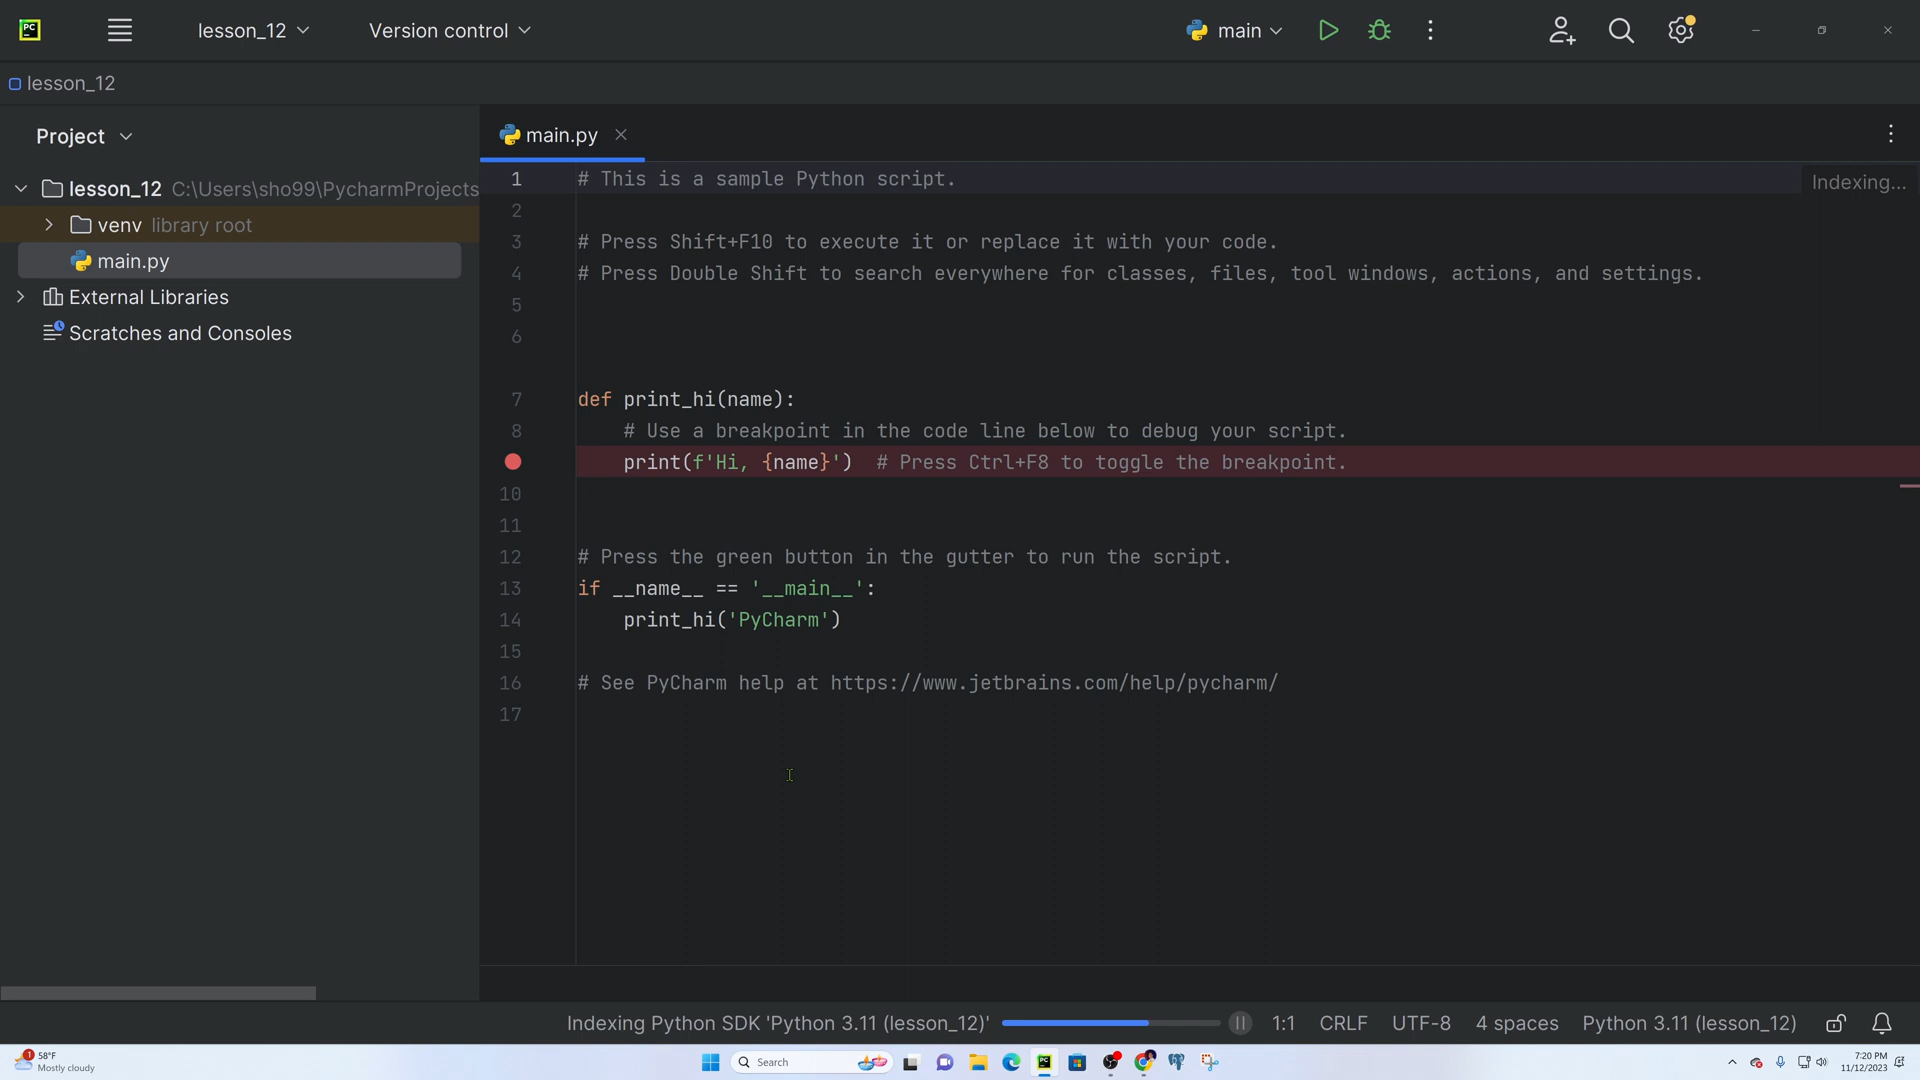 PC
lesson_12
Version control
main
lesson_12
Project
main.py
lesson_12 C:\Users\sho99\PycharmProjects
venv library root
main.py
External Libraries
Scratches and Consoles
Indexing...
1 # This is a sample Python script.
2
3 # Press Shift+F10 to execute it or replace it with your code.
4 # Press Double Shift to search everywhere for classes, files, tool windows, actions, and settings.
5
6
7 def print_hi(name):
8 # Use a breakpoint in the code line below to debug your script.
print(f'Hi, {name}') # Press Ctrl+F8 to toggle the breakpoint.
10
11
12 # Press the green button in the gutter to run the script.
13 if __name__ == '__main__':
14 print_hi('PyCharm')
15
16 # See PyCharm help at https://www.jetbrains.com/help/pycharm/
17
Indexing Python SDK 'Python 3.11 (lesson_12)' 1:1 CRLF UTF-8 4 spaces Python 3.11 (lesson_12)
1
58°F
Mostly cloudy
Search
PC
7:20 PM
11/12/2023